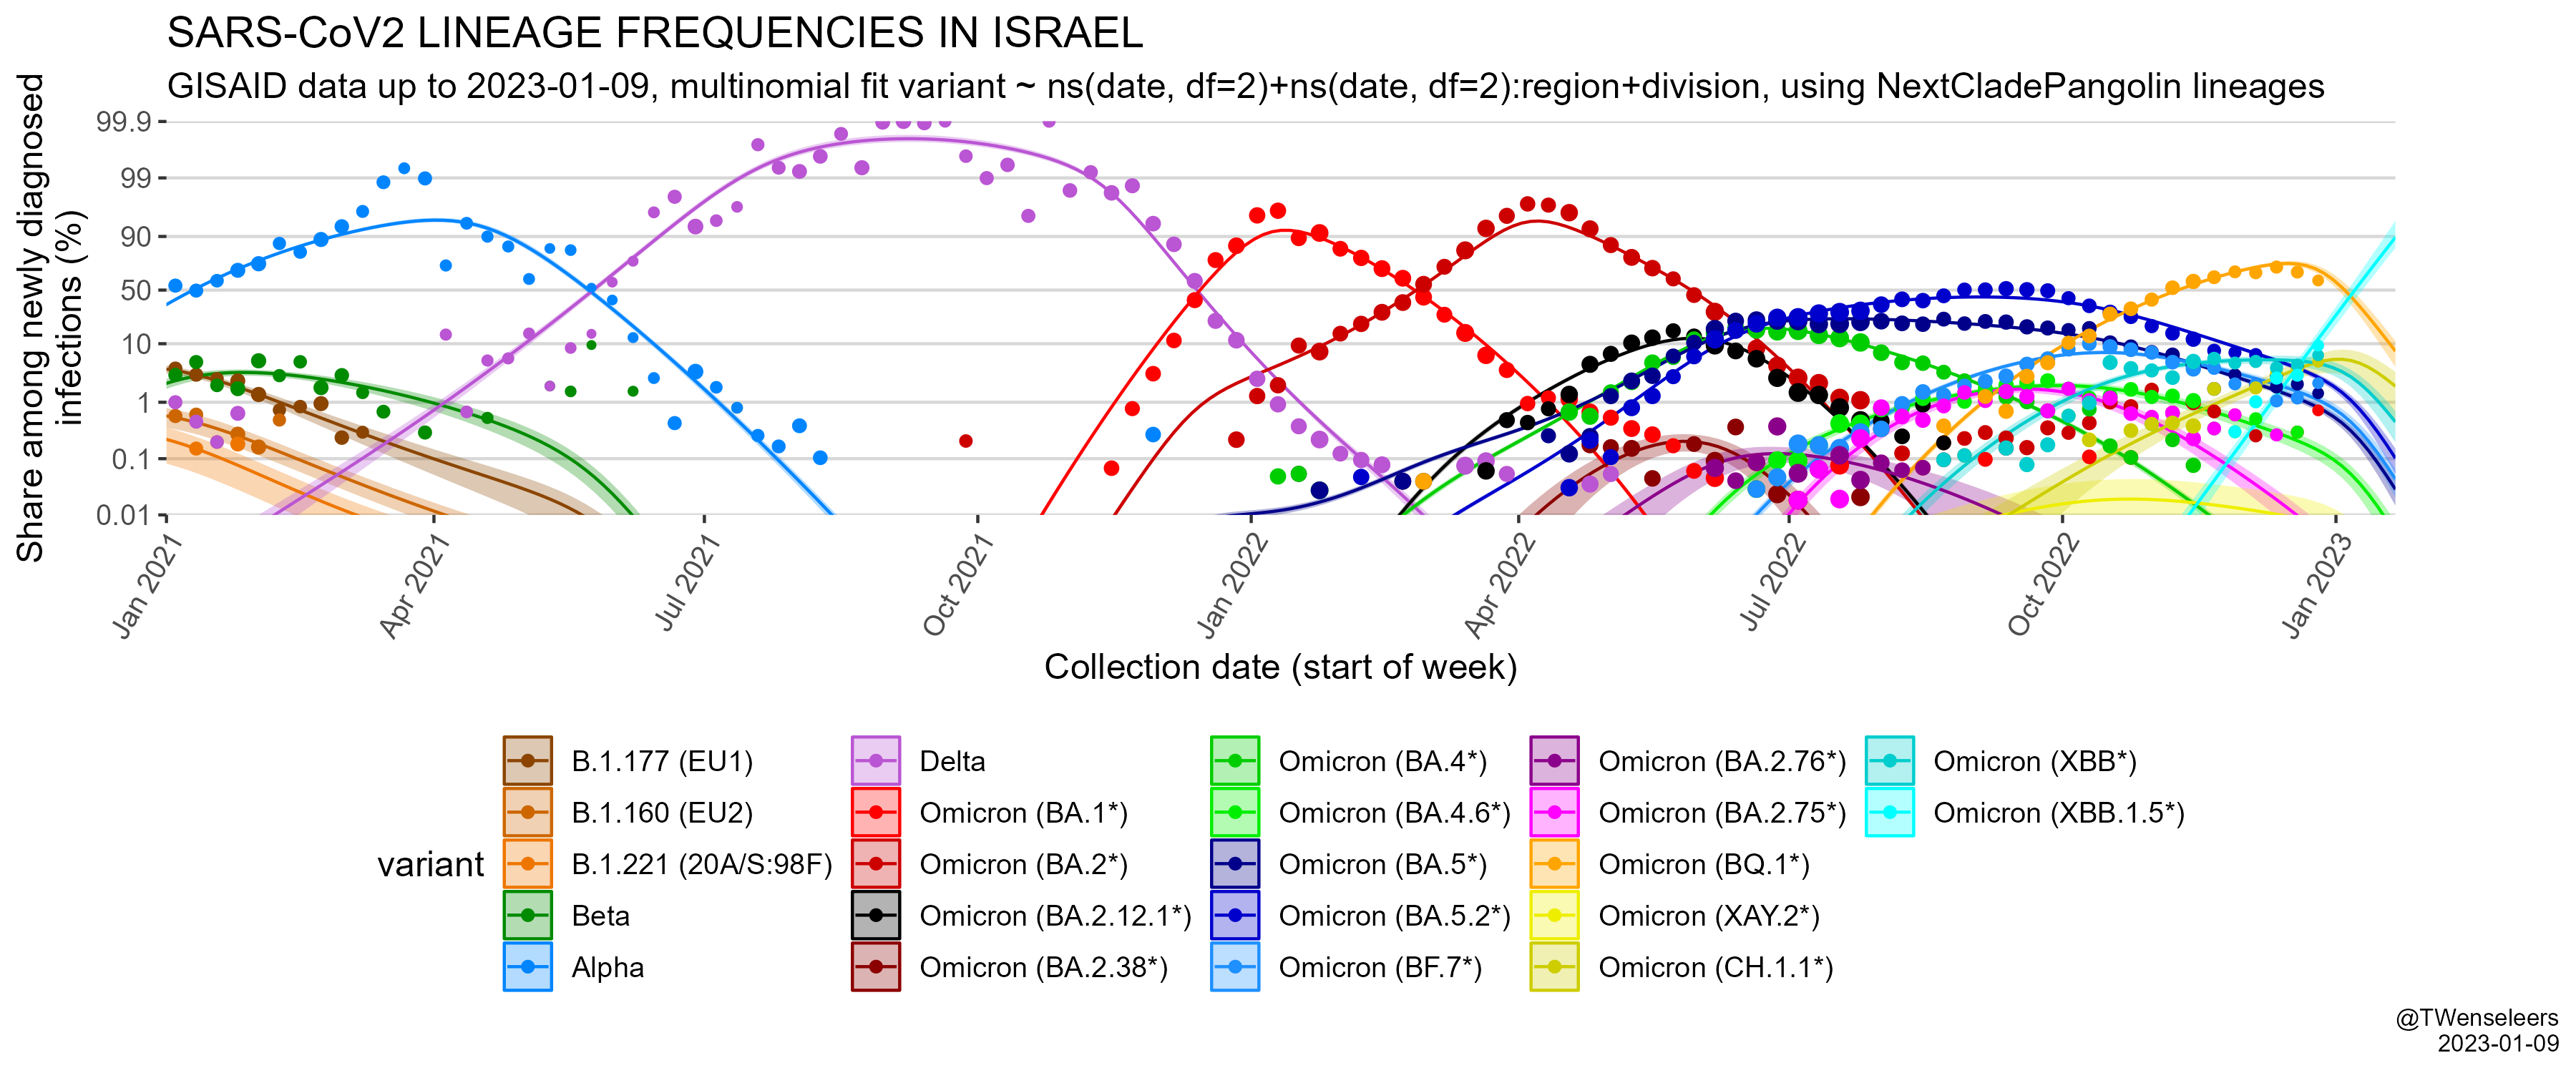 SARS-CoV2 LINEAGE FREQUENCIES IN ISRAEL
GISAID data up to 2023-01-09, multinomial fit variant ~ ns(date, df=2)+ns(date, df=2):region+division, using NextCladePangolin lineages
Share among newly diagnosed
infections (%)
99.9
99
90
50
10
1
0.1
0.01
Jan 2021
Apr 2021
Jul 2021
Oct 2021
Jan 2022
Apr 2022
Jul 2022
Oct 2022
Jan 2023
Collection date (start of week)
variant
B.1.177 (EU1)
B.1.160 (EU2)
B.1.221 (20A/S:98F)
Beta
Alpha
Delta
Omicron (BA.1*)
Omicron (BA.2*)
Omicron (BA.2.12.1*)
Omicron (BA.2.38*)
Omicron (BA.4*)
Omicron (BA.4.6*)
Omicron (BA.5*)
Omicron (BA.5.2*)
Omicron (BF.7*)
Omicron (BA.2.76*)
Omicron (BA.2.75*)
Omicron (BQ.1*)
Omicron (XAY.2*)
Omicron (CH.1.1*)
Omicron (XBB*)
Omicron (XBB.1.5*)
@TWenseleers
2023-01-09